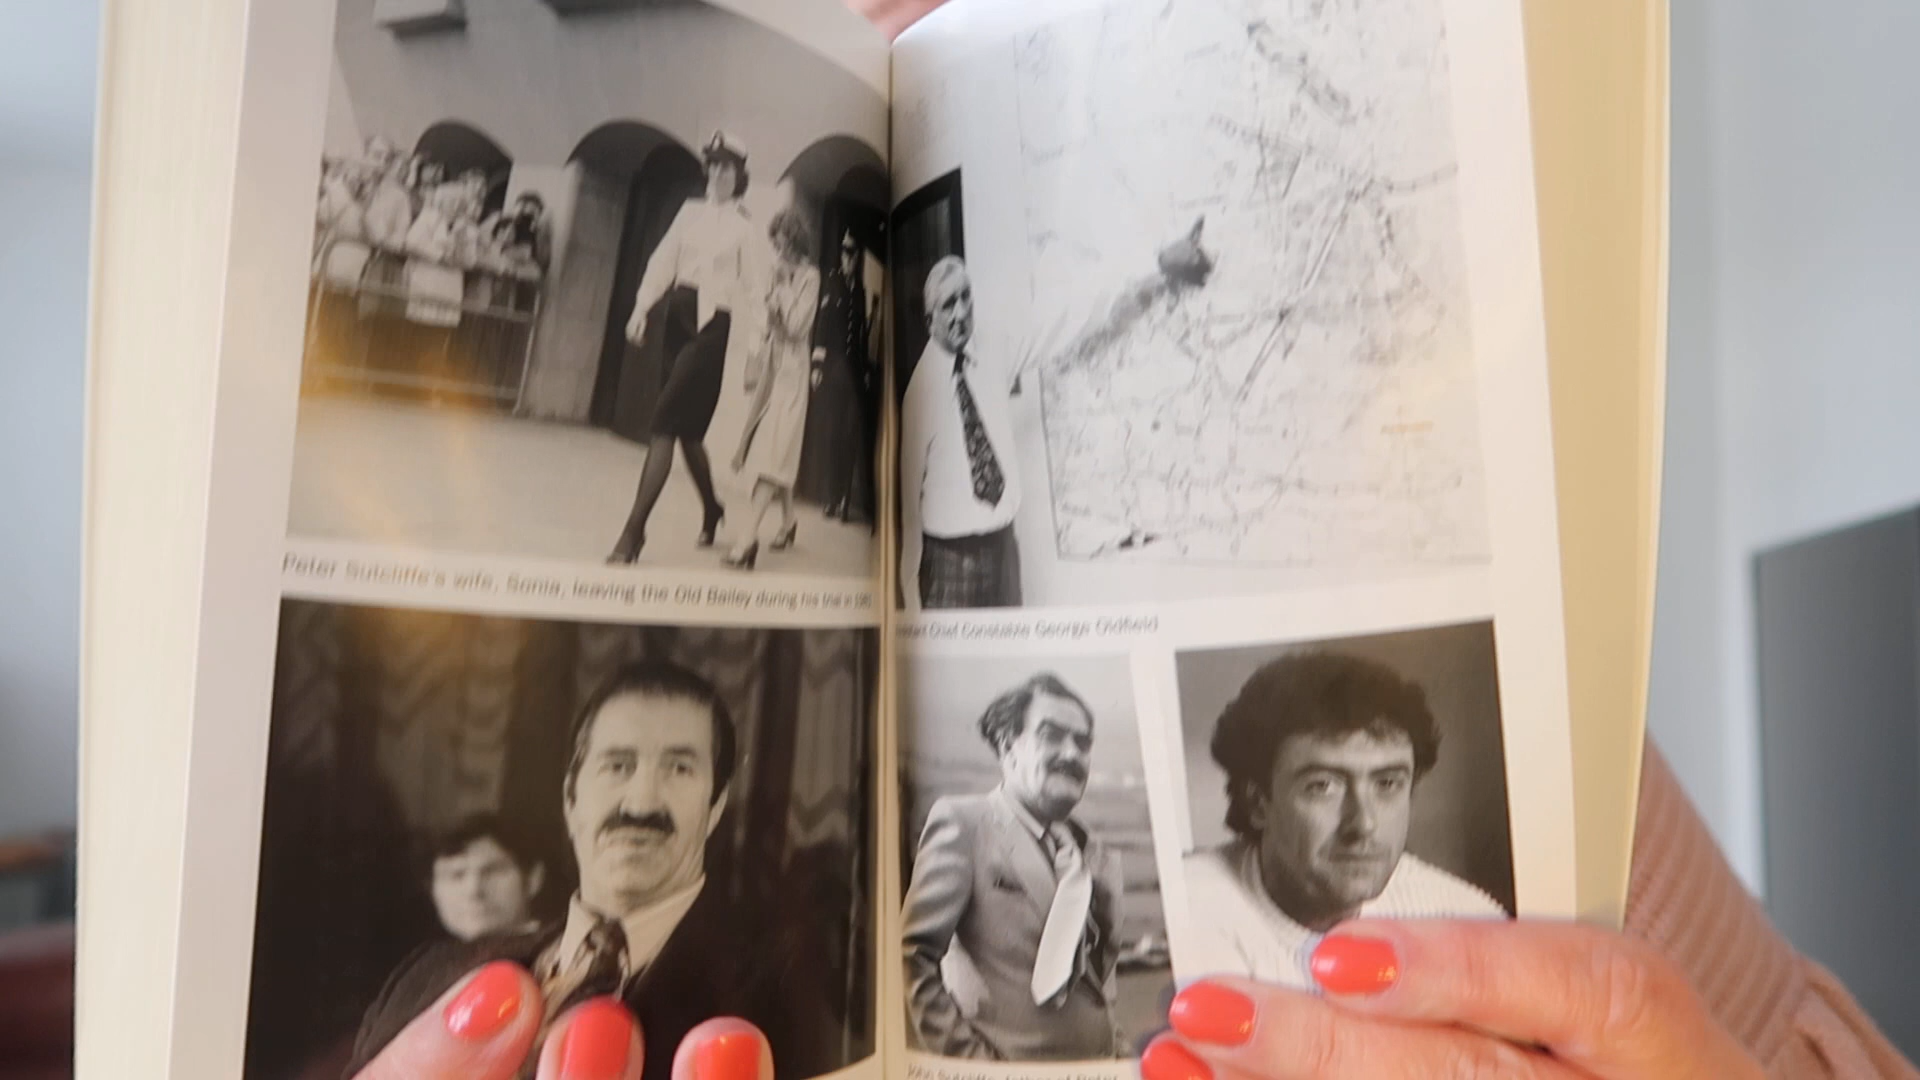 Peter Sutcliffe's wife, Sonia, leaving the Old Bailey during his trial in 1981
Chief Constable George Oldfield
John Sutcliffe, father of Peter